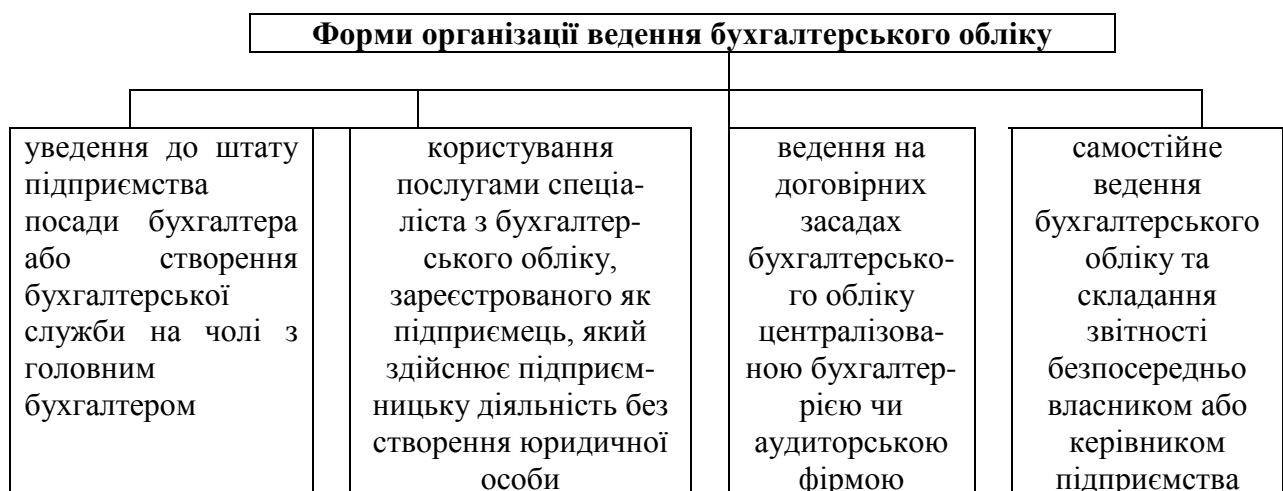 Форми організації ведення бухгалтерського обліку
уведення до штату
підприємства
посади бухгалтера
або створення
бухгалтерської
служби на чолі з
головним
бухгалтером
користування
послугами спеціа-
ліста з бухгалтер-
ського обліку,
зареєстрованого як
підприємець, який
здійснює підприєм-
ницьку діяльність без
створення юридичної
особи
ведення на
договірних
засадах
бухгалтерсько-
го обліку
централізова-
ною бухгалтер-
рією чи
аудиторською
фірмою
самостійне
ведення
бухгалтерського
обліку та
складання
звітності
безпосередньо
власником або
керівником
підприємства